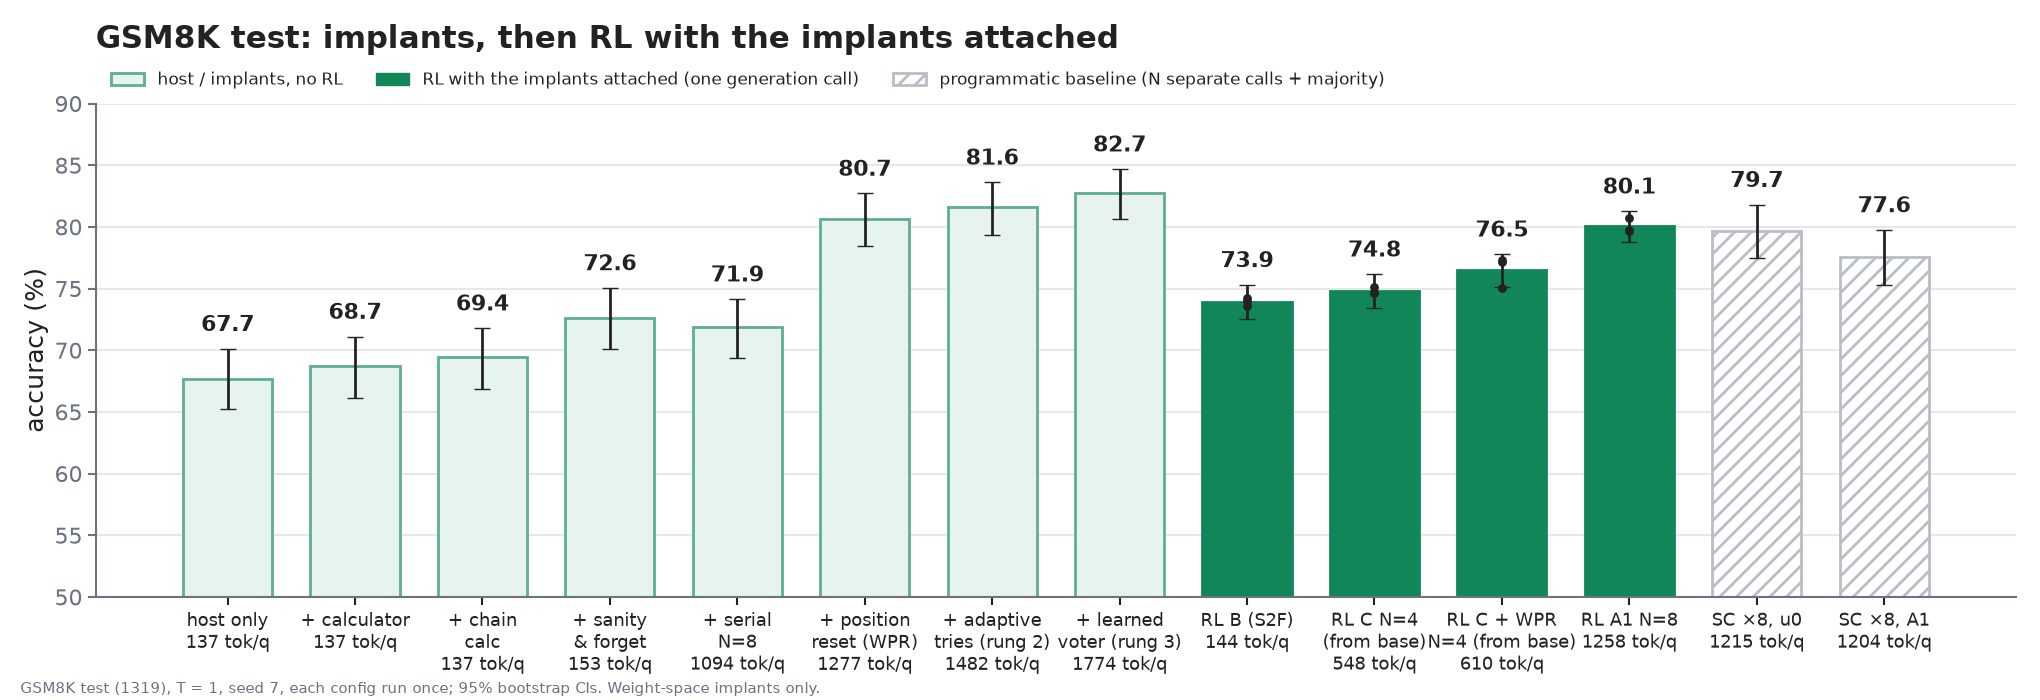 GSM8K test: implants, then RL with the implants attached
host / implants, no RL
RL with the implants attached (one generation call)
programmatic baseline (N separate calls + majority)
accuracy (%)
90
85
80
75
70
65
60
55
50
67.7
68.7
69.4
72.6
71.9
80.7
81.6
82.7
73.9
74.8
76.5
80.1
79.7
77.6
host only
137 tok/q
+ calculator
137 tok/q
+ chain
calc
137 tok/q
+ sanity
& forget
153 tok/q
+ serial
N=8
1094 tok/q
+ position
reset (WPR)
1277 tok/q
+ adaptive
tries (rung 2)
1482 tok/q
+ learned
voter (rung 3)
1774 tok/q
RL B (S2F)
144 tok/q
RL C N=4
(from base)
548 tok/q
RL C + WPR
N=4 (from base)
610 tok/q
RL A1 N=8
1258 tok/q
SC ×8, u0
1215 tok/q
SC ×8, A1
1204 tok/q
GSM8K test (1319), T = 1, seed 7, each config run once; 95% bootstrap CIs. Weight-space implants only.